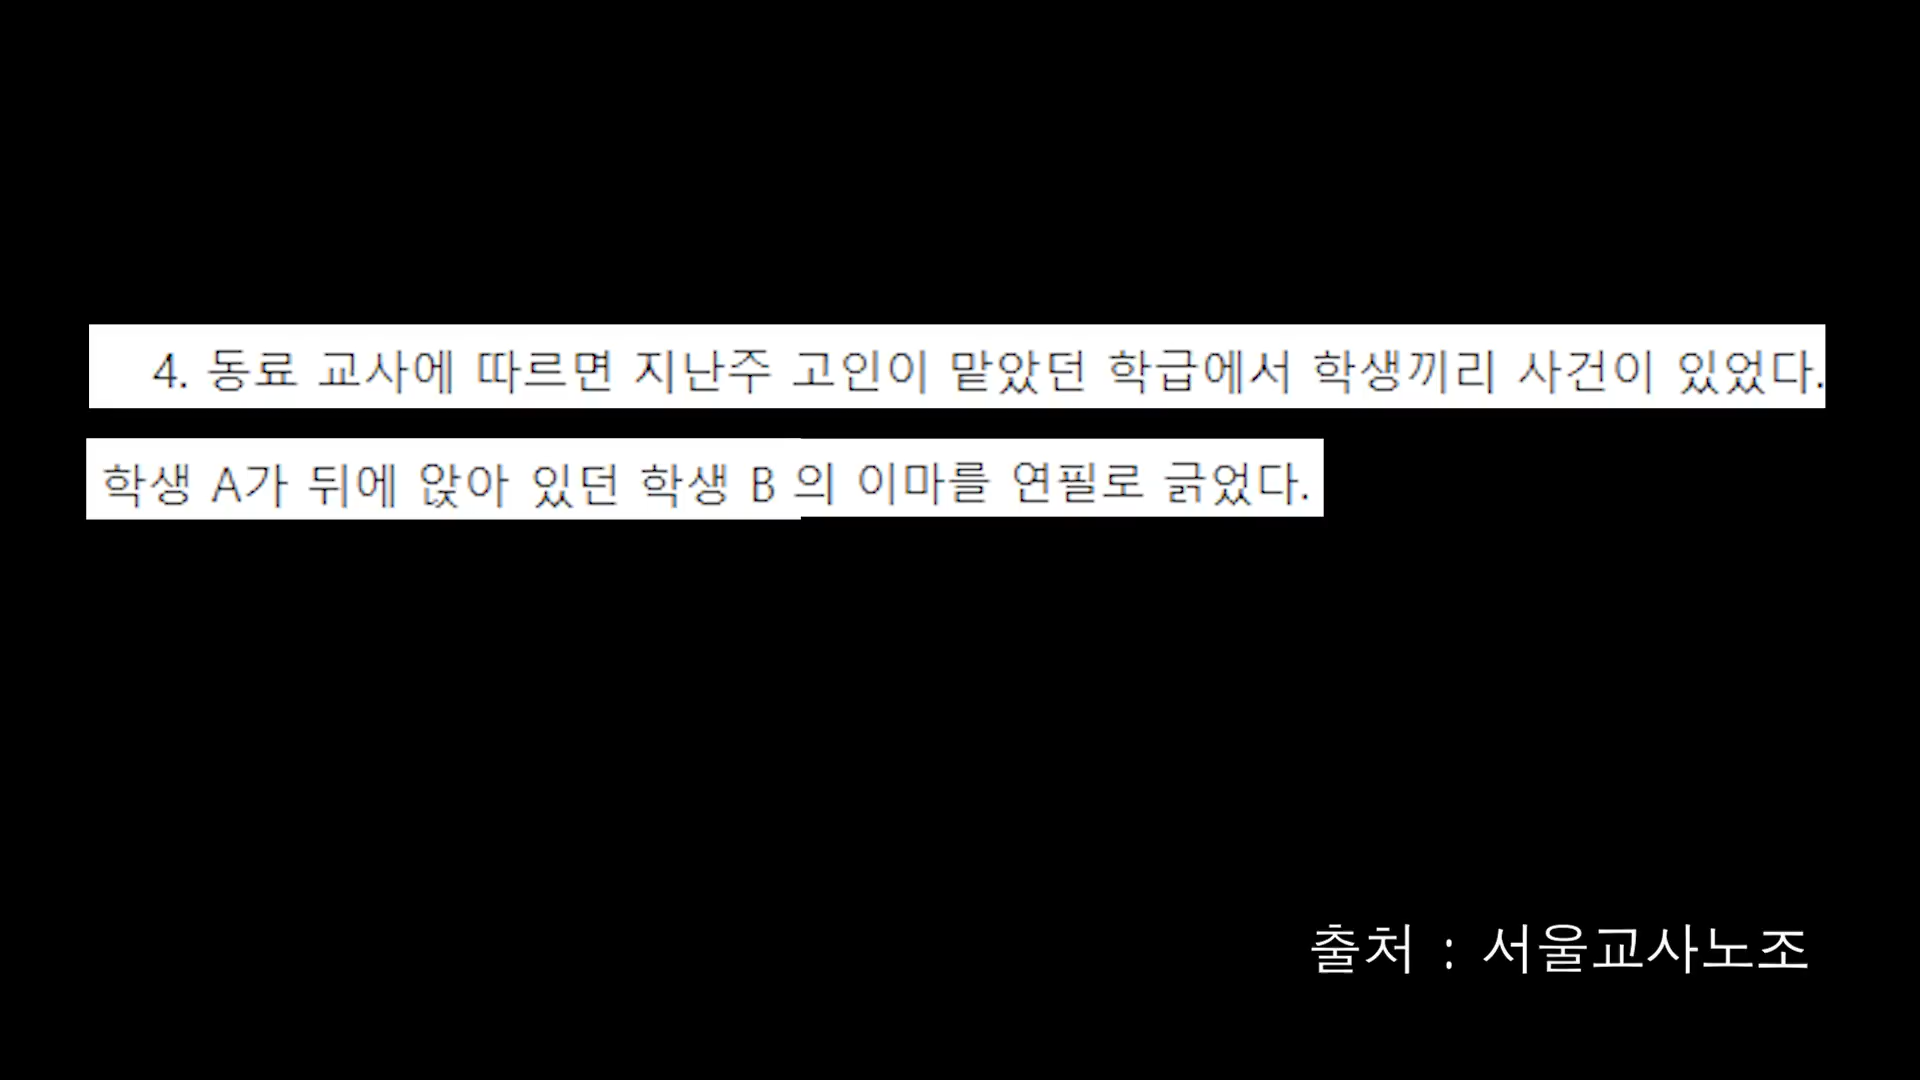 4. 동료 교사에 따르면 지난주 고인이 맡았던 학급에서 학생끼리 사건이 있었다.
학생 A가 뒤에 앉아 있던 학생 B 의 이마를 연필로 긁었다.
출처 : 서울교사노조